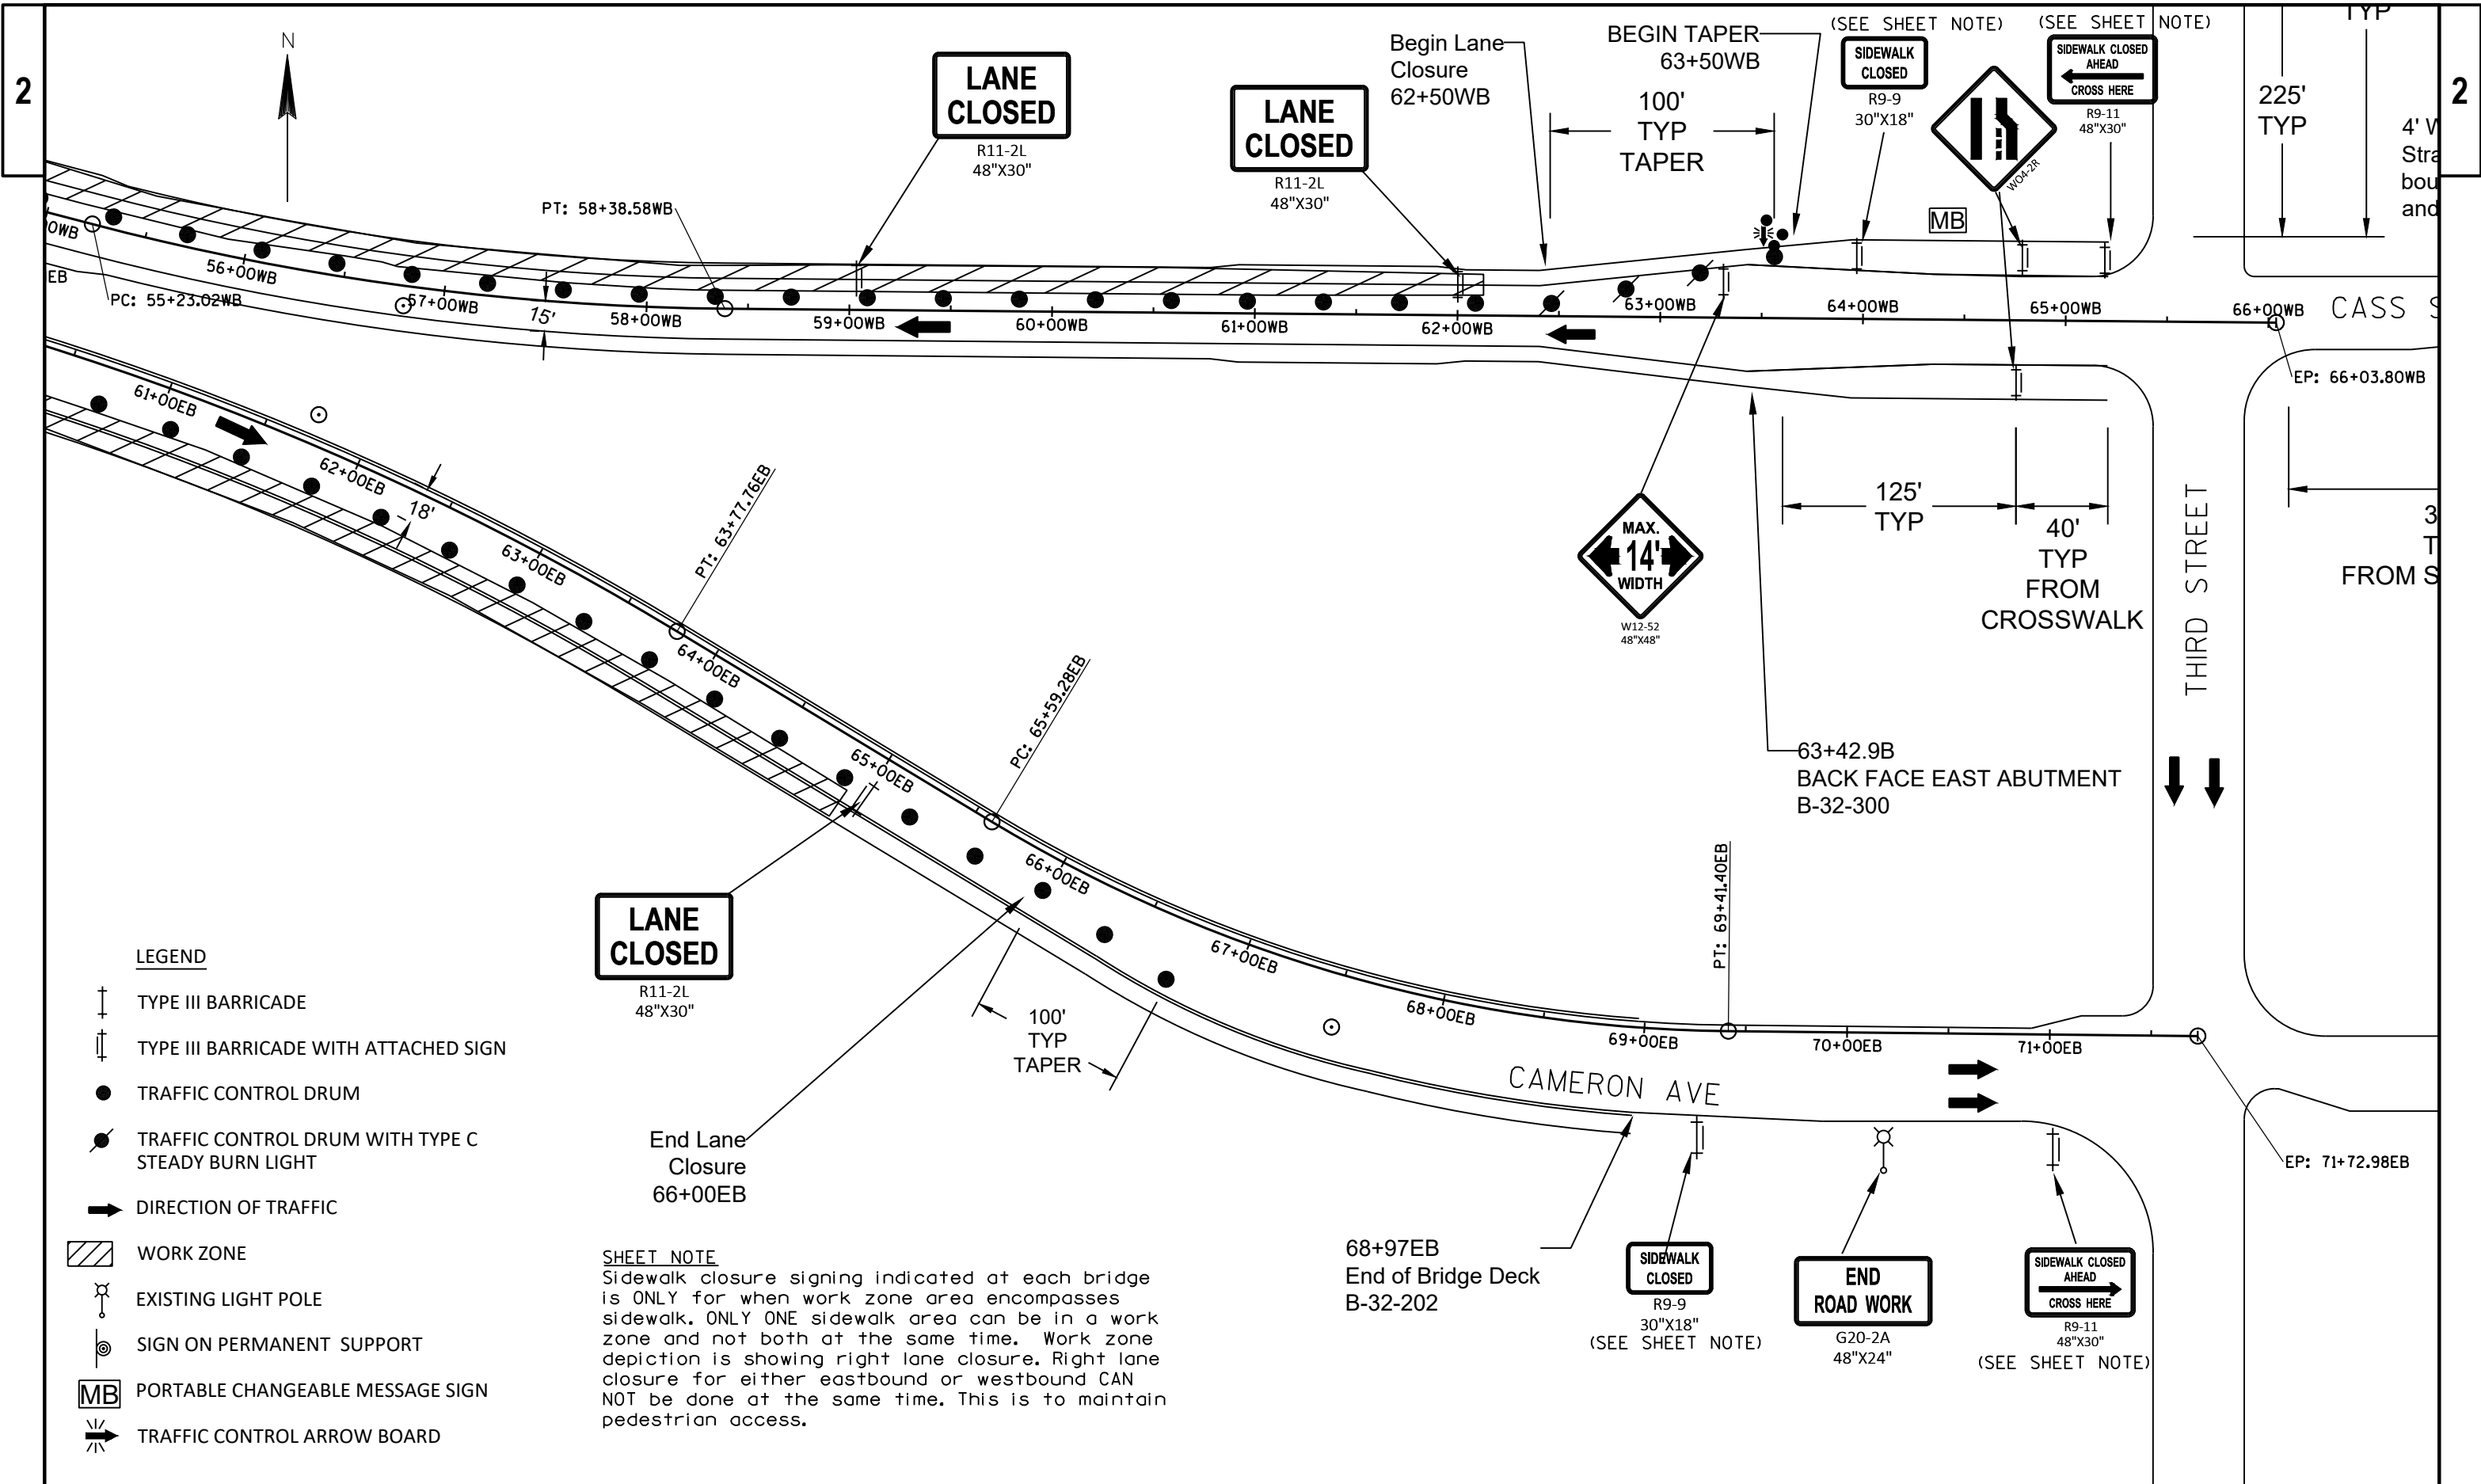 2
N
LANE
CLOSED
R11-2L
48"X30"
LANE
CLOSED
R11-2L
48"X30"
Begin Lane
Closure
62+50WB
BEGIN TAPER
63+50WB
100'
TYP
TAPER
(SEE SHEET NOTE)
SIDEWALK
CLOSED
R9-9
30"X18"
(SEE SHEET NOTE)
SIDEWALK CLOSED
AHEAD
CROSS HERE
R9-11
48"X30"
WO4-2R
MB
TYP
225'
TYP
2
4' W
Stra
bou
and
PT: 58+38.58WB
0WB
EB
PC: 55+23.02WB
56+00WB
57+00WB
15'
58+00WB
59+00WB
60+00WB
61+00WB
62+00WB
63+00WB
64+00WB
65+00WB
66+00WB
CASS S
EP: 66+03.80WB
61+00EB
62+00EB
18'
63+00EB
PT: 63+77.76EB
64+00EB
65+00EB
PC: 65+59.28EB
66+00EB
67+00EB
68+00EB
69+00EB
PT: 69+41.40EB
70+00EB
71+00EB
MAX.
14'
WIDTH
W12-52
48"X48"
125'
TYP
40'
TYP
FROM
CROSSWALK
THIRD STREET
3
T
FROM S
63+42.9B
BACK FACE EAST ABUTMENT
B-32-300
LANE
CLOSED
R11-2L
48"X30"
100'
TYP
TAPER
End Lane
Closure
66+00EB
CAMERON AVE
EP: 71+72.98EB
68+97EB
End of Bridge Deck
B-32-202
SIDEWALK
CLOSED
R9-9
30"X18"
(SEE SHEET NOTE)
END
ROAD WORK
G20-2A
48"X24"
SIDEWALK CLOSED
AHEAD
CROSS HERE
R9-11
48"X30"
(SEE SHEET NOTE)
LEGEND
TYPE III BARRICADE
TYPE III BARRICADE WITH ATTACHED SIGN
TRAFFIC CONTROL DRUM
TRAFFIC CONTROL DRUM WITH TYPE C
STEADY BURN LIGHT
DIRECTION OF TRAFFIC
WORK ZONE
EXISTING LIGHT POLE
SIGN ON PERMANENT SUPPORT
MB PORTABLE CHANGEABLE MESSAGE SIGN
TRAFFIC CONTROL ARROW BOARD
SHEET NOTE
Sidewalk closure signing indicated at each bridge
is ONLY for when work zone area encompasses
sidewalk. ONLY ONE sidewalk area can be in a work
zone and not both at the same time. Work zone
depiction is showing right lane closure. Right lane
closure for either eastbound or westbound CAN
NOT be done at the same time. This is to maintain
pedestrian access.